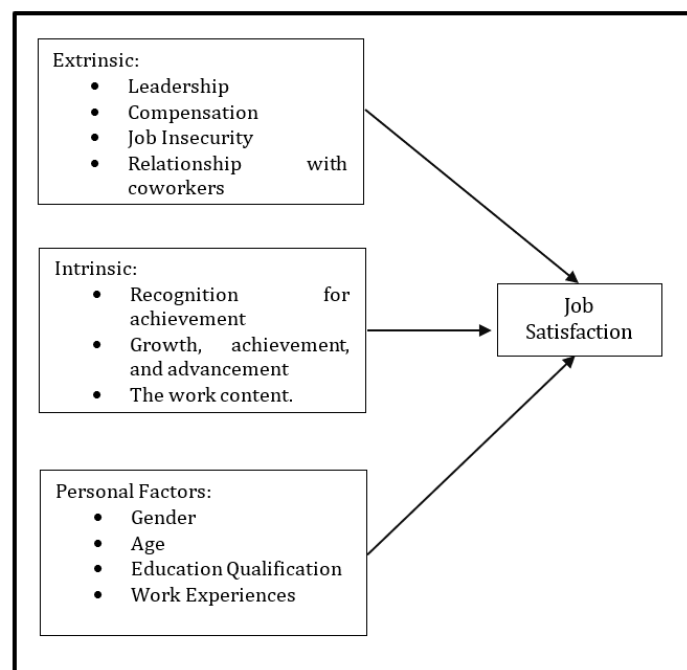 Extrinsic:
• Leadership
• Compensation
• Job Insecurity
• Relationship with
coworkers
Intrinsic:
• Recognition for
achievement
• Growth, achievement,
and advancement
• The work content.
Job
Satisfaction
Personal Factors:
• Gender
• Age
• Education Qualification
• Work Experiences